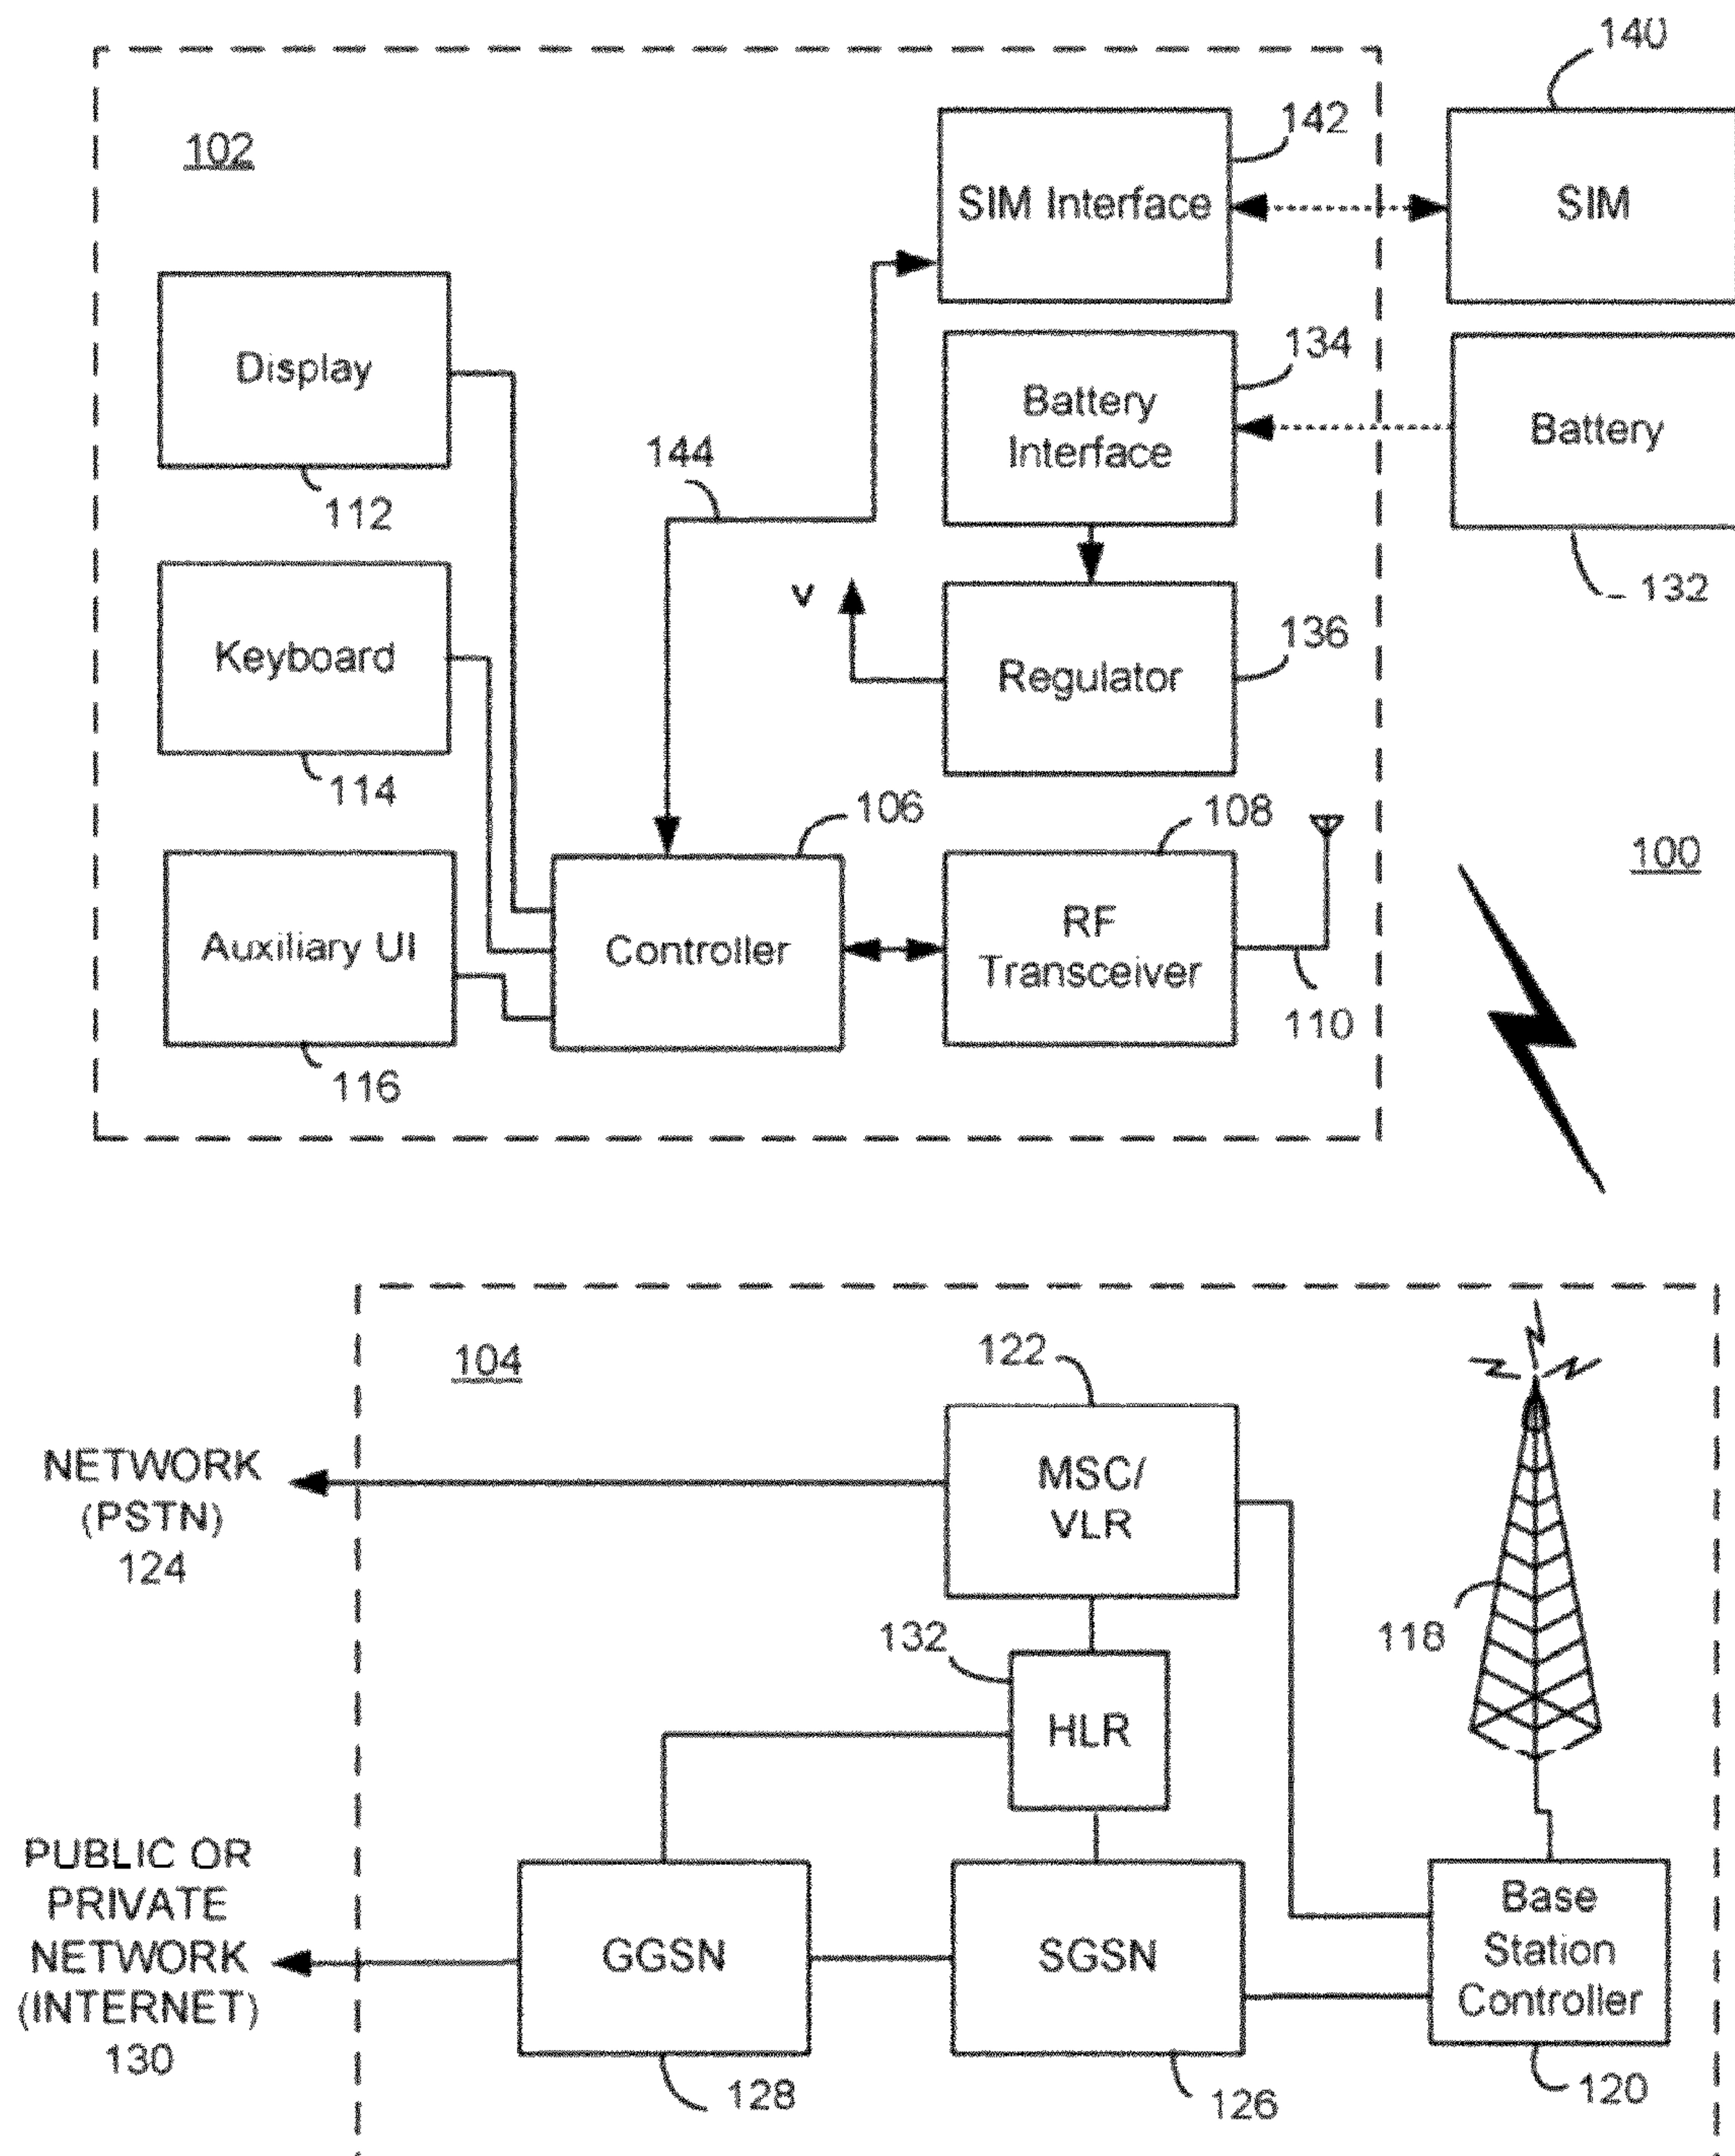 140
102
142
SIM Interface
SIM
Display
112
134
Battery
Interface
Battery
132
144
V
Keyboard
114
136
Regulator
106
108
100
Auxiliary UI
116
Controller
RF
Transceiver
110
104
122
NETWORK
(PSTN)
124
MSC/
VLR
118
132
HLR
PUBLIC OR
PRIVATE
NETWORK
(INTERNET)
130
GGSN
128
SGSN
126
Base
Station
Controller
120